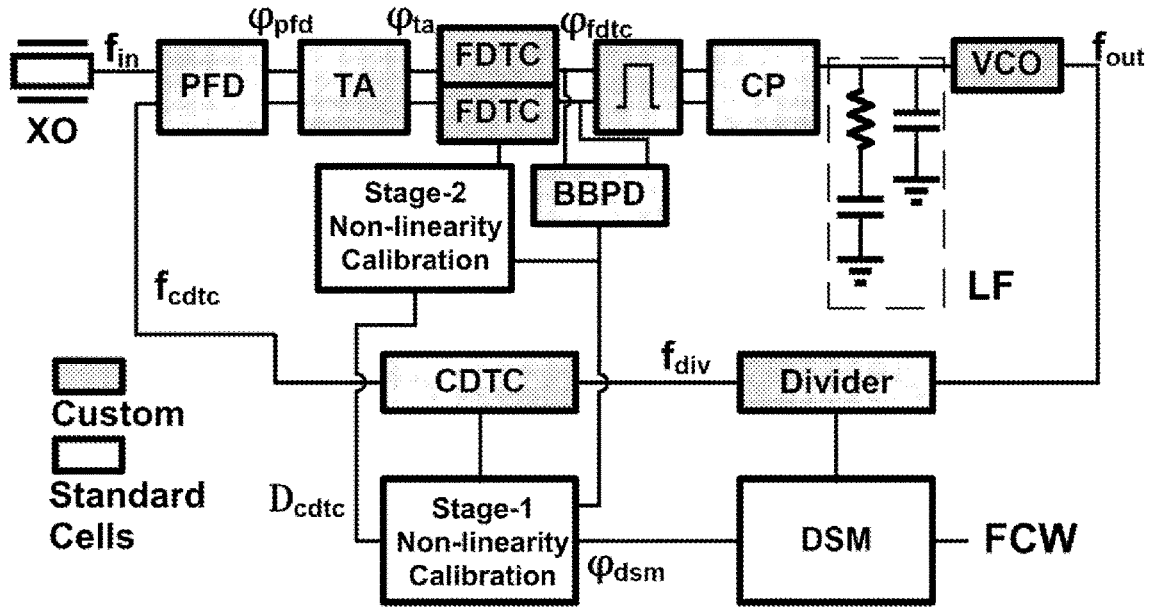 φpfd
φta
φfdtc
fin
fout
XO
PFD
TA
FDTC
FDTC
CP
VCO
BBPD
Stage-2
Non-linearity
Calibration
LF
fcdtc
CDTC
fdiv
Divider
Custom
Standard
Cells
Dcdtc
Stage-1
Non-linearity
Calibration
φdsm
DSM
FCW